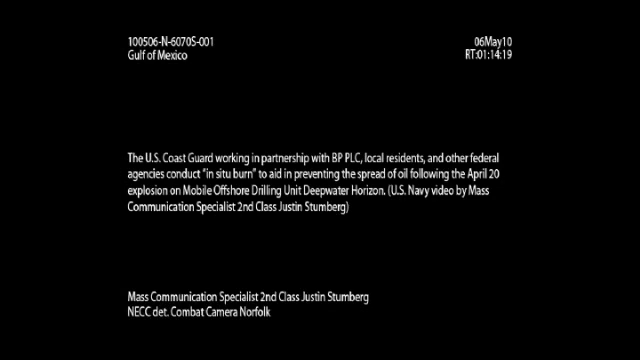 100506-N-6070S-001
06May10
Gulf of Mexico
RT:01:14:19
The U.S. Coast Guard working in partnership with BP PLC, local residents, and other federal
agencies conduct "in situ burn" to aid in preventing the spread of oil following the April 20
explosion on Mobile Offshore Drilling Unit Deepwater Horizon. (U.S. Navy video by Mass
Communication Specialist 2nd Class Justin Stumberg)
Mass Communication Specialist 2nd Class Justin Stumberg
NECC det. Combat Camera Norfolk